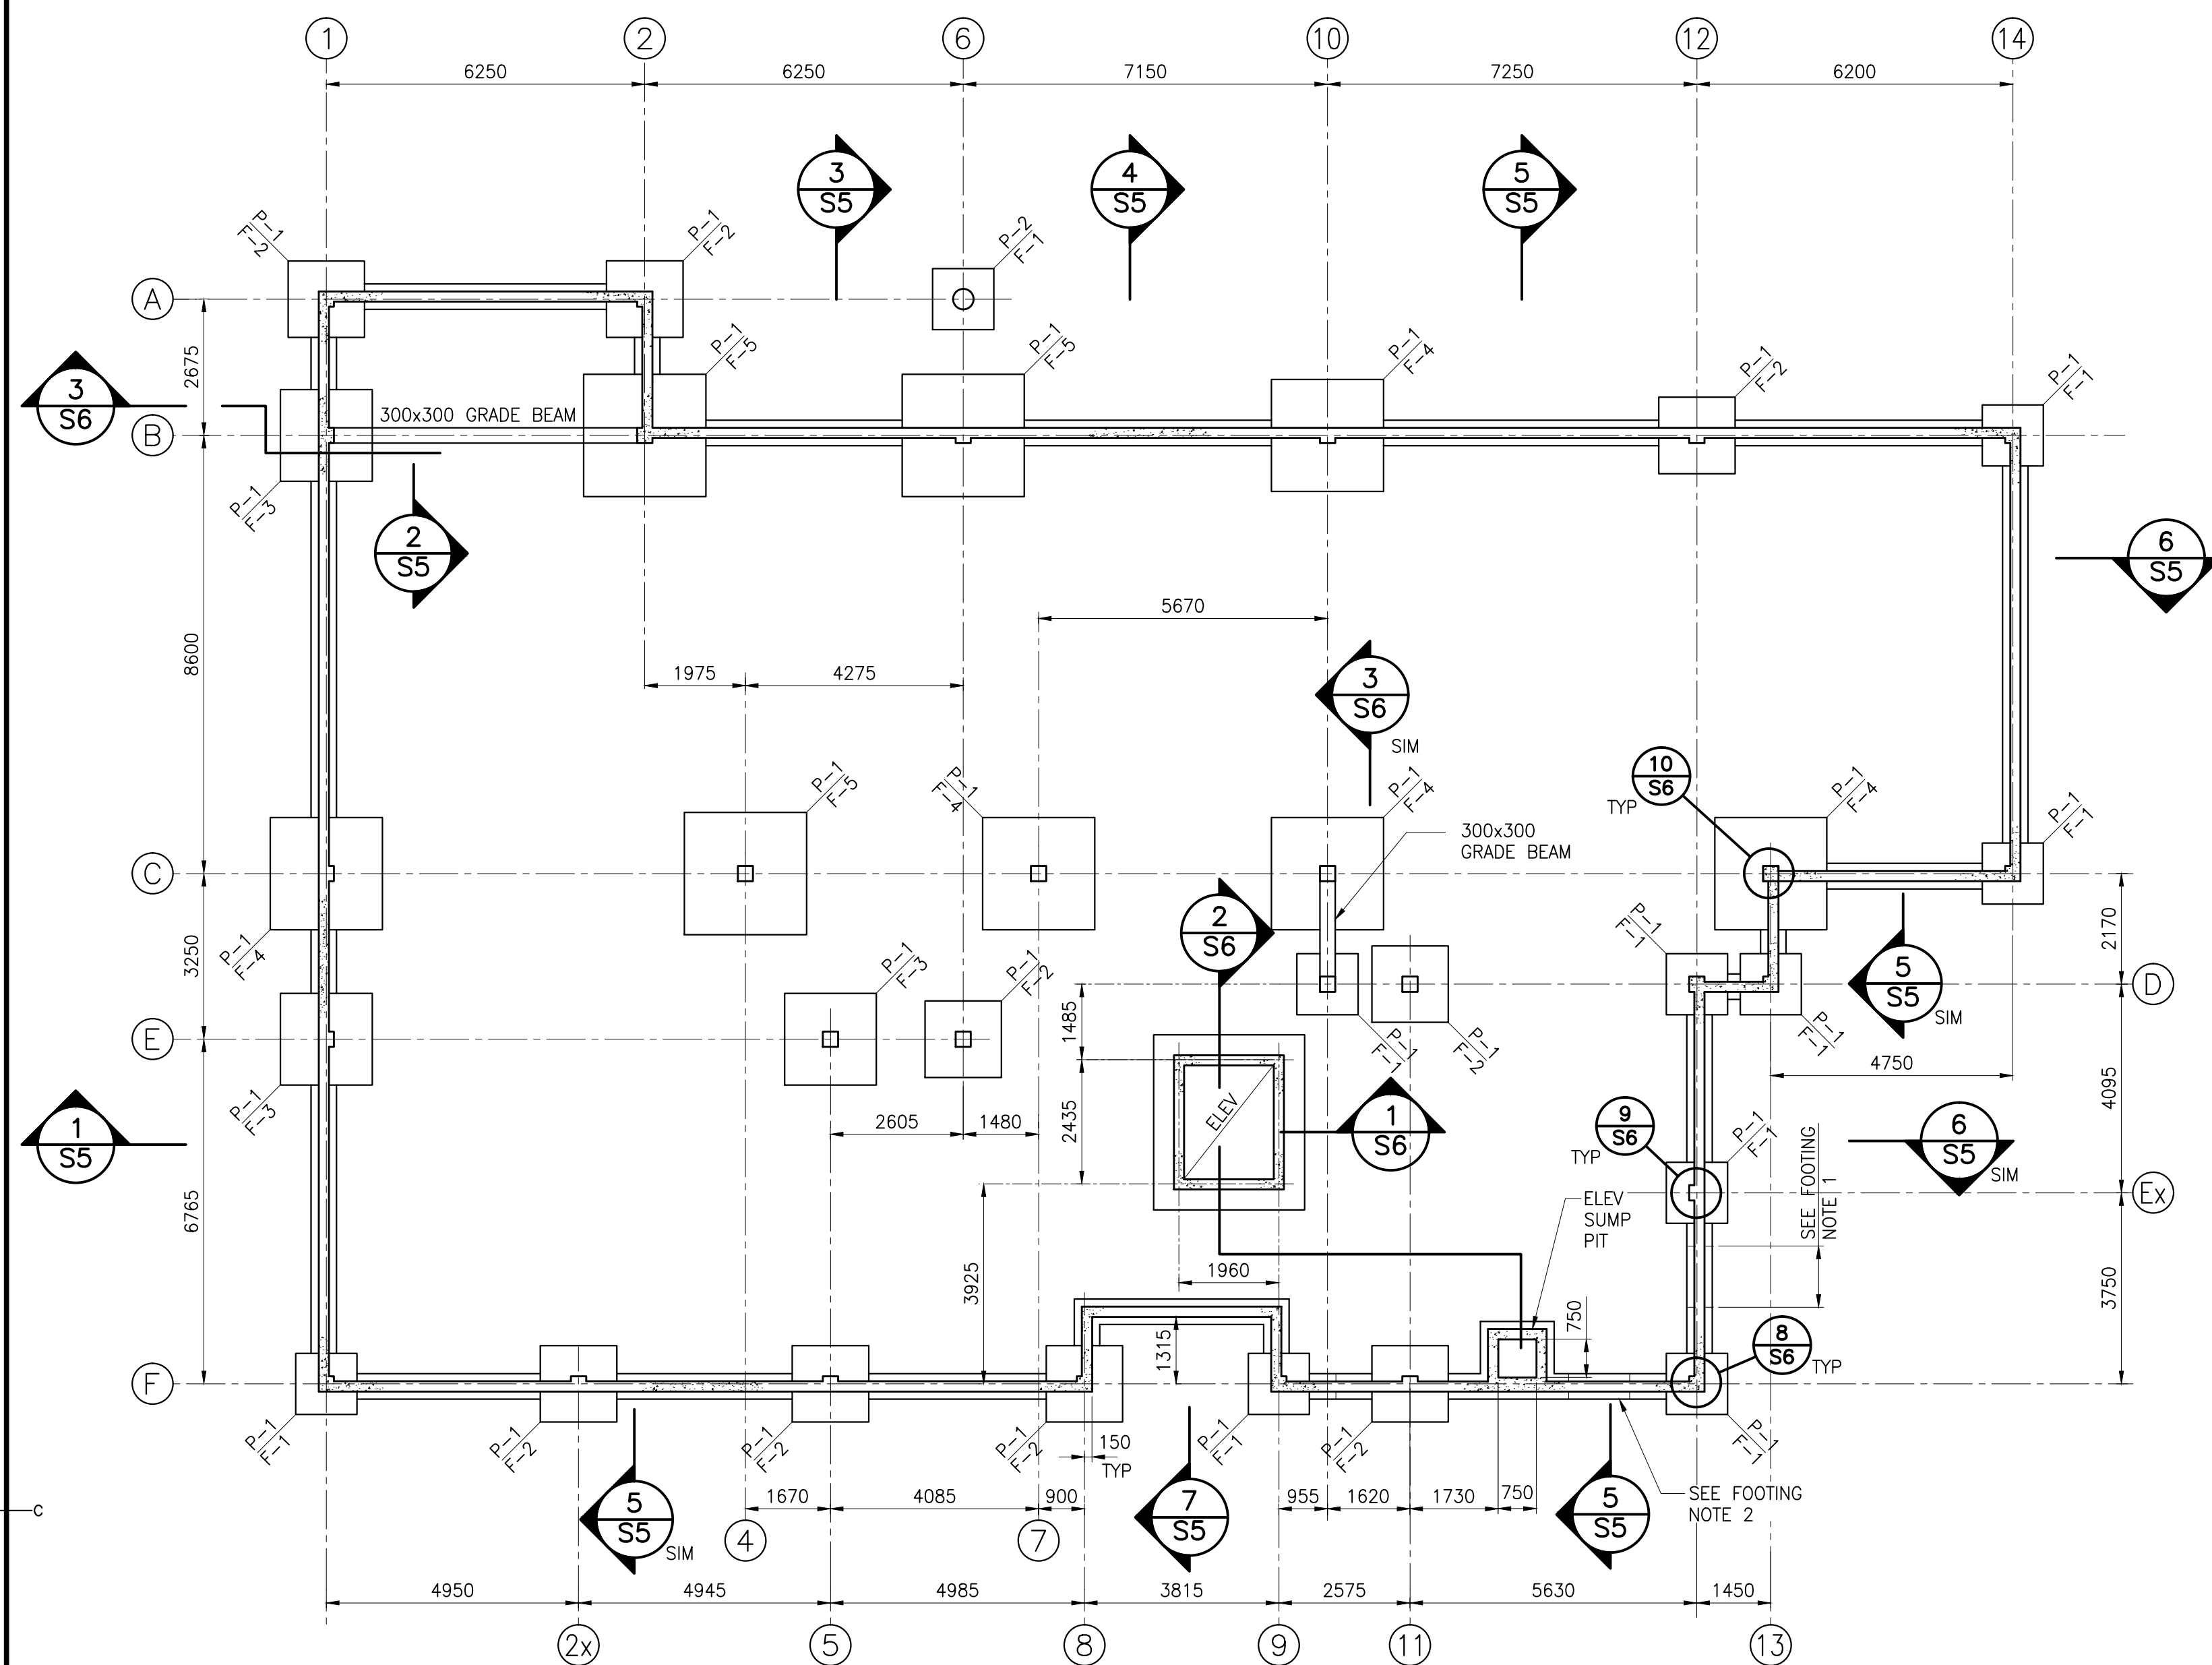 1
2
6
10
12
14
6250
6250
7150
7250
6200
3
S5
4
S5
5
S5
P-1
F-2
P-1
F-2
P-2
F-1
A
2675
P-1
F-5
P-1
F-5
P-1
F-4
P-1
F-2
P-1
F-1
3
S6
300x300 GRADE BEAM
B
P-1
F-3
2
S5
6
S5
8600
5670
1975
4275
3
S6
SIM
10
S6
TYP
P-1
F-5
P-1
F-4
P-1
F-4
P-1
F-4
P-1
F-1
300x300
GRADE BEAM
C
P-1
F-4
2
S6
3250
2170
P-1
F-3
P-1
F-2
P-1
F-1
5
S5
SIM
D
1485
E
P-1
F-1
P-1
F-2
P-1
F-1
4750
P-1
F-3
1
S5
2605
1480
2435
ELEV
1
S6
9
S6
TYP
P-1
F-1
6
S5
SIM
4095
6765
SEE FOOTING
NOTE 1
ELEV
SUMP
PIT
Ex
3925
1960
1315
750
3750
8
S6
TYP
F
P-1
F-1
P-1
F-2
P-1
F-2
P-1
F-2
150
TYP
P-1
F-1
P-1
F-2
P-1
F-1
5
S5
SIM
1670
4085
900
7
S5
955
1620
1730
750
5
S5
SEE FOOTING
NOTE 2
C
4
7
4950
4945
4985
3815
2575
5630
1450
2x
5
8
9
11
13